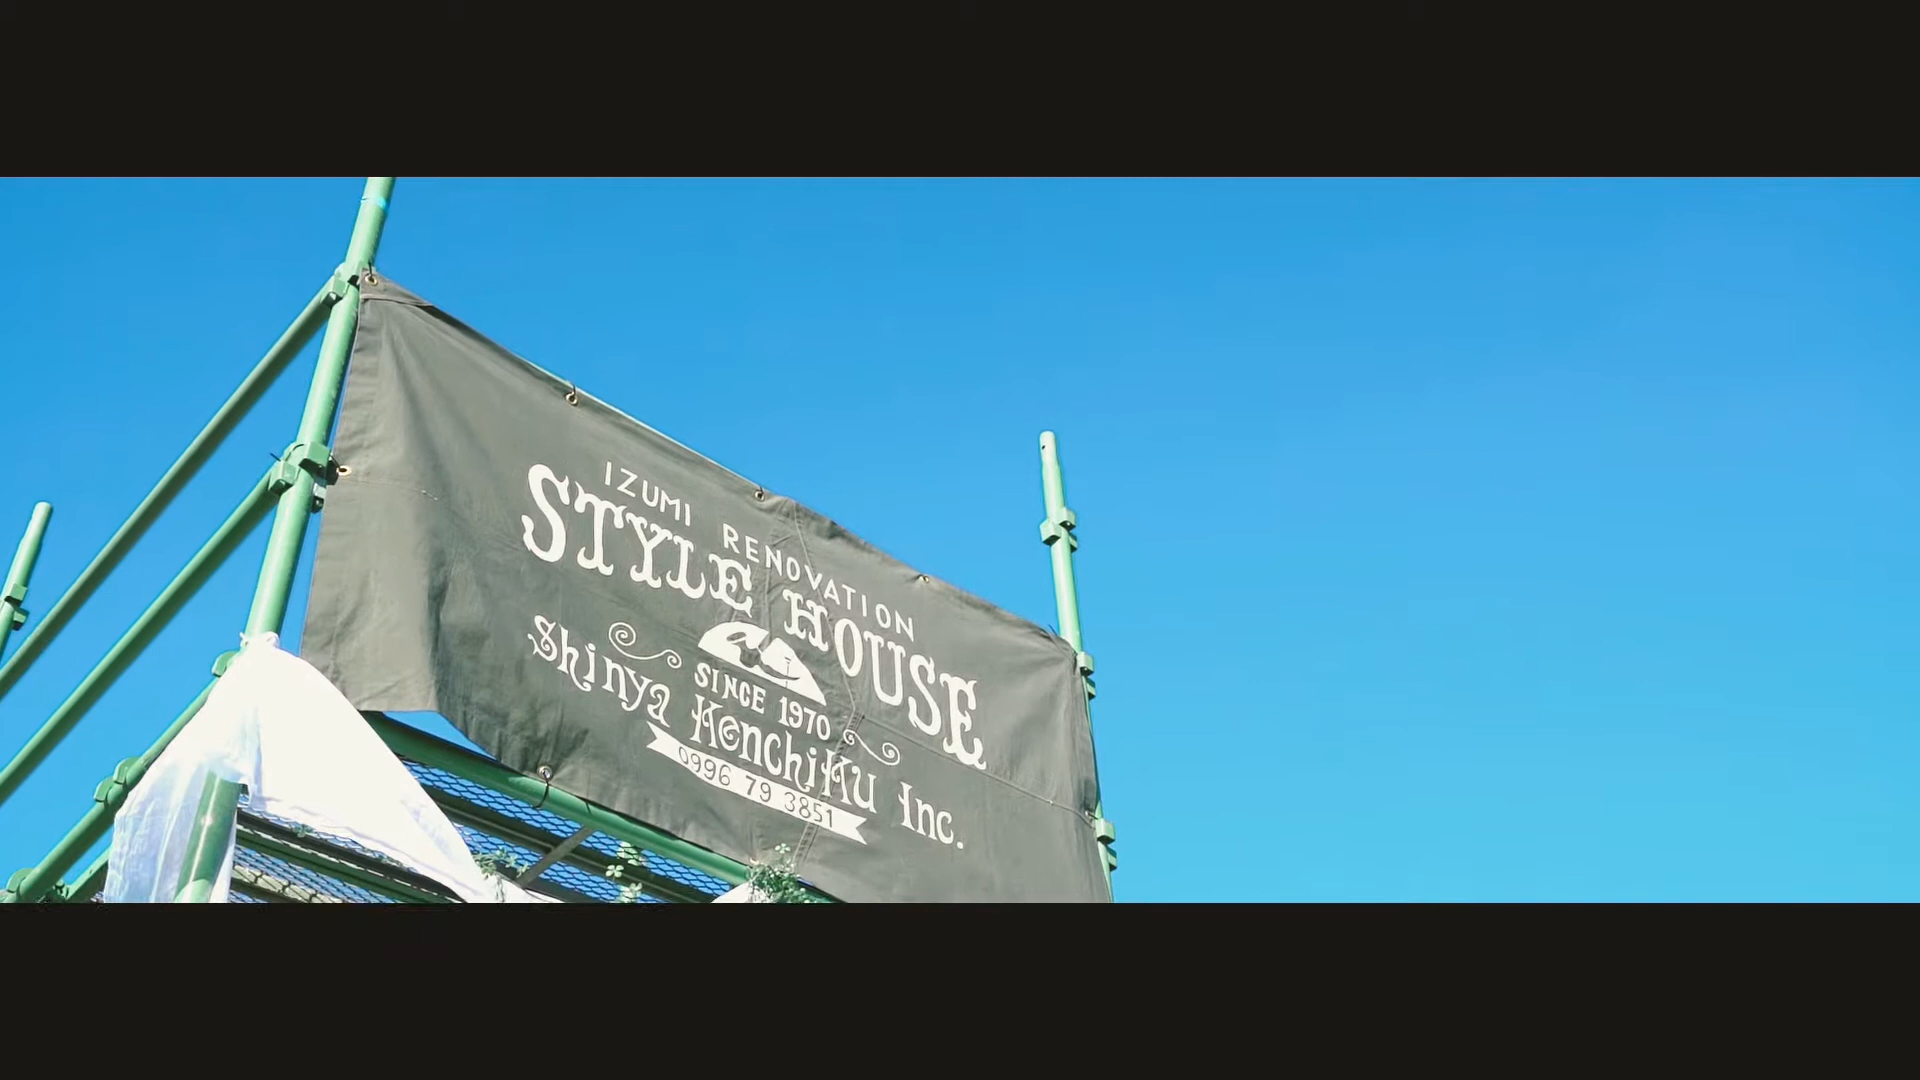 IZUMI RENOVATION
STYLE HOUSE
SINCE 1970
Shinya Kenchiku Inc.
0996 79 3851